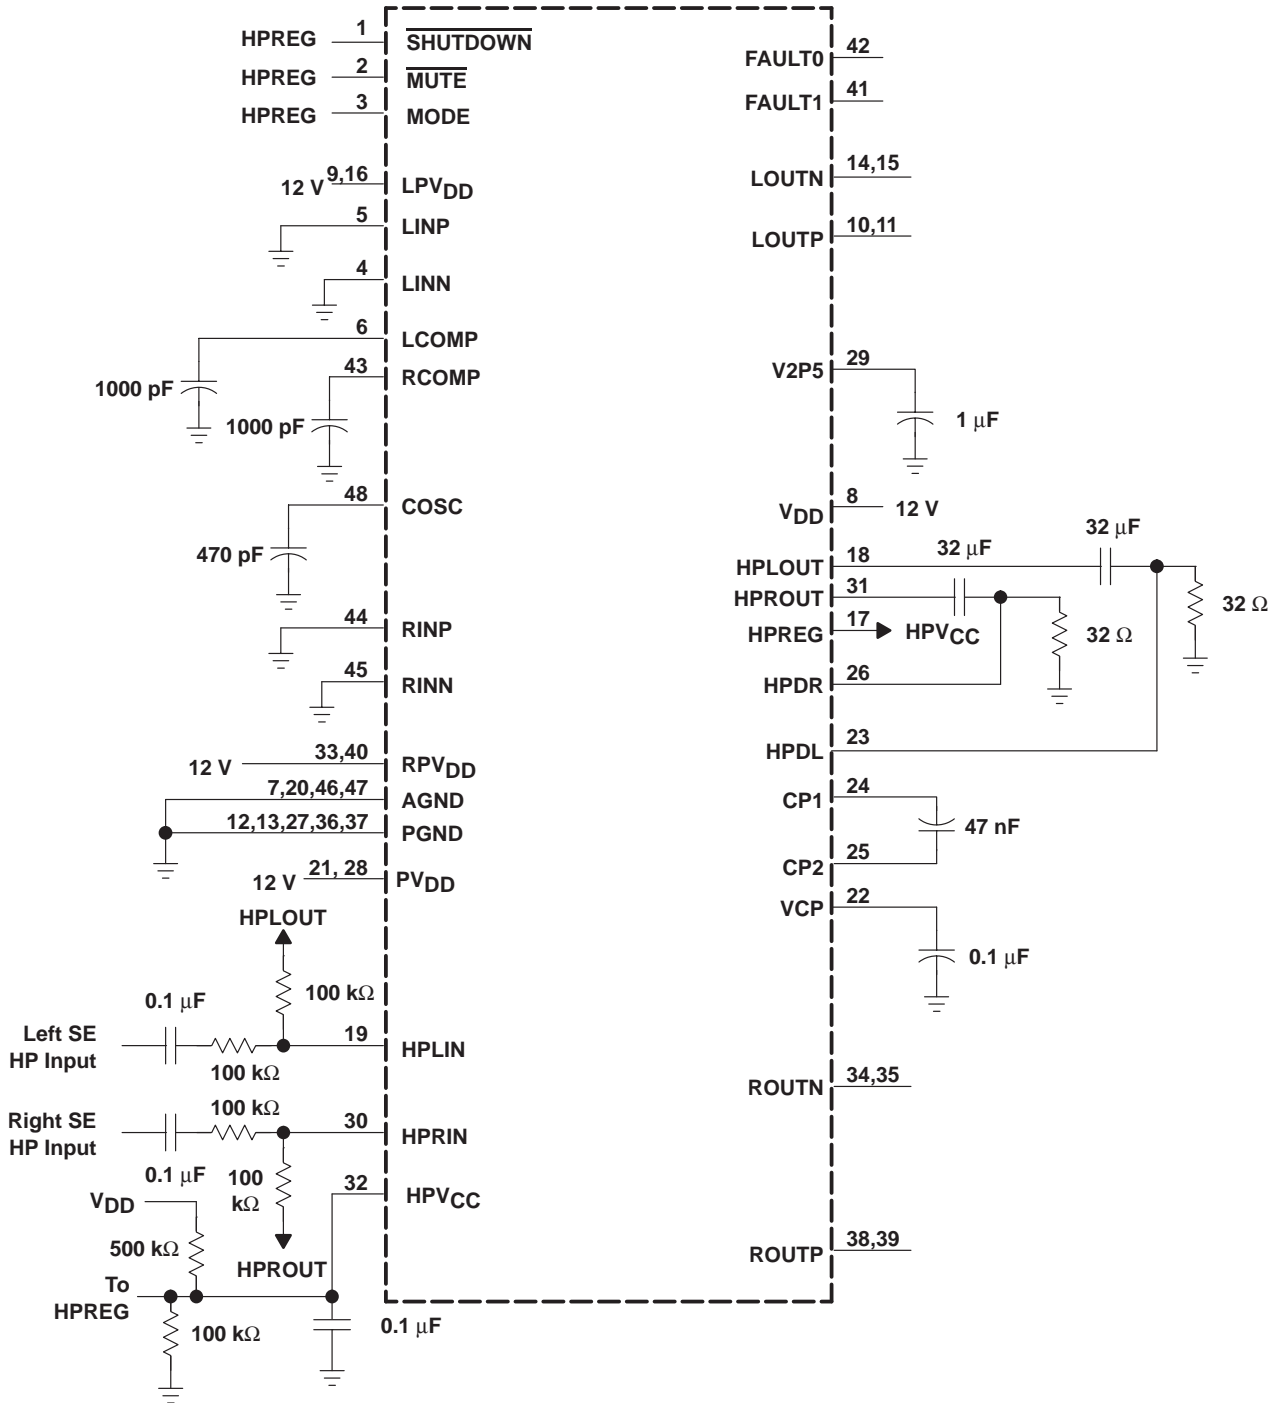 HPREG 1 SHUTDOWN
HPREG 2 MUTE
HPREG 3 MODE
12 V 9,16 LPVDD
5 LINP
4 LINN
6 LCOMP
1000 pF
43 RCOMP
1000 pF
48 COSC
470 pF
44 RINP
45 RINN
12 V 33,40 RPVDD
7,20,46,47 AGND
12,13,27,36,37 PGND
12 V 21, 28 PVDD
HPLOUT
100 kΩ
0.1 μF
Left SE
HP Input
100 kΩ
19 HPLIN
100 kΩ
Right SE
HP Input
30 HPRIN
0.1 μF
100
kΩ
HPROUT
32 HPVCC
VDD
500 kΩ
To
HPREG
100 kΩ
0.1 μF
FAULT0 42
FAULT1 41
LOUTN 14,15
LOUTP 10,11
V2P5 29
1 μF
VDD 8 12 V
HPLOUT 18
32 μF
32 μF
HPROUT 31
32 Ω
32 Ω
HPREG 17 HPVCC
HPDR 26
HPDL 23
CP1 24
47 nF
CP2 25
VCP 22
0.1 μF
ROUTN 34,35
ROUTP 38,39